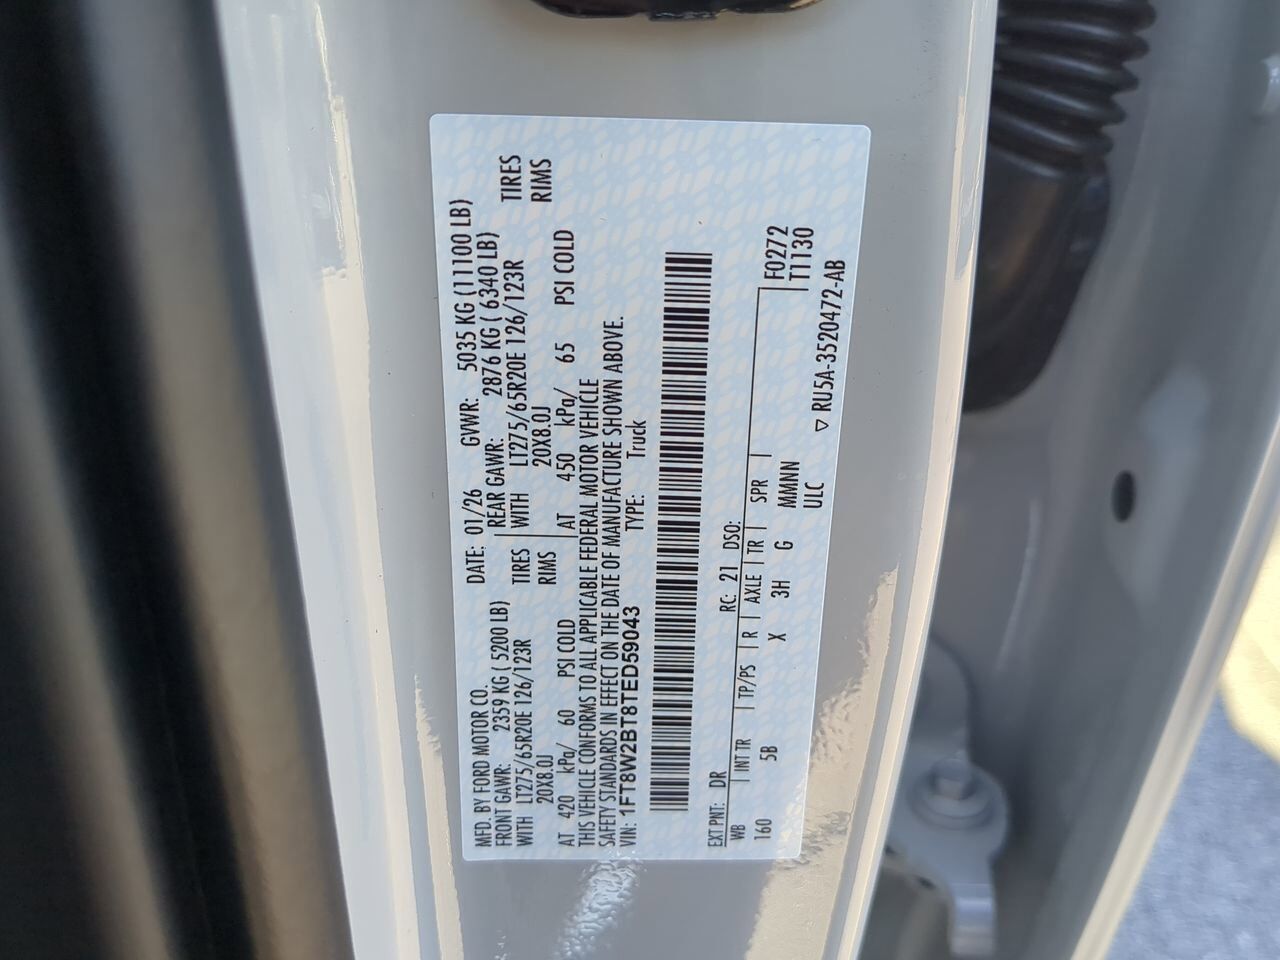 MFD. BY FORD MOTOR CO.
DATE: 01/26 GVWR: 5035 KG (11100 LB)
FRONT GAWR: 2359 KG ( 5200 LB) REAR GAWR: 2876 KG ( 6340 LB)
WITH LT275/65R20E 126/123R TIRES WITH LT275/65R20E 126/123R TIRES
20X8.0J RIMS 20X8.0J RIMS
AT 420 kPa/ 60 PSI COLD AT 450 kPa/ 65 PSI COLD
THIS VEHICLE CONFORMS TO ALL APPLICABLE FEDERAL MOTOR VEHICLE
SAFETY STANDARDS IN EFFECT ON THE DATE OF MANUFACTURE SHOWN ABOVE.
VIN: 1FT8W2BT8TED59043 TYPE: Truck
EXT PNT: DR RC: 21 DSO:
WB | INT TR | TP/PS | R | AXLE | TR | SPR | F0272
160 5B X 3H G MMNN T1130
ULC
▽ RU5A-3520472-AB